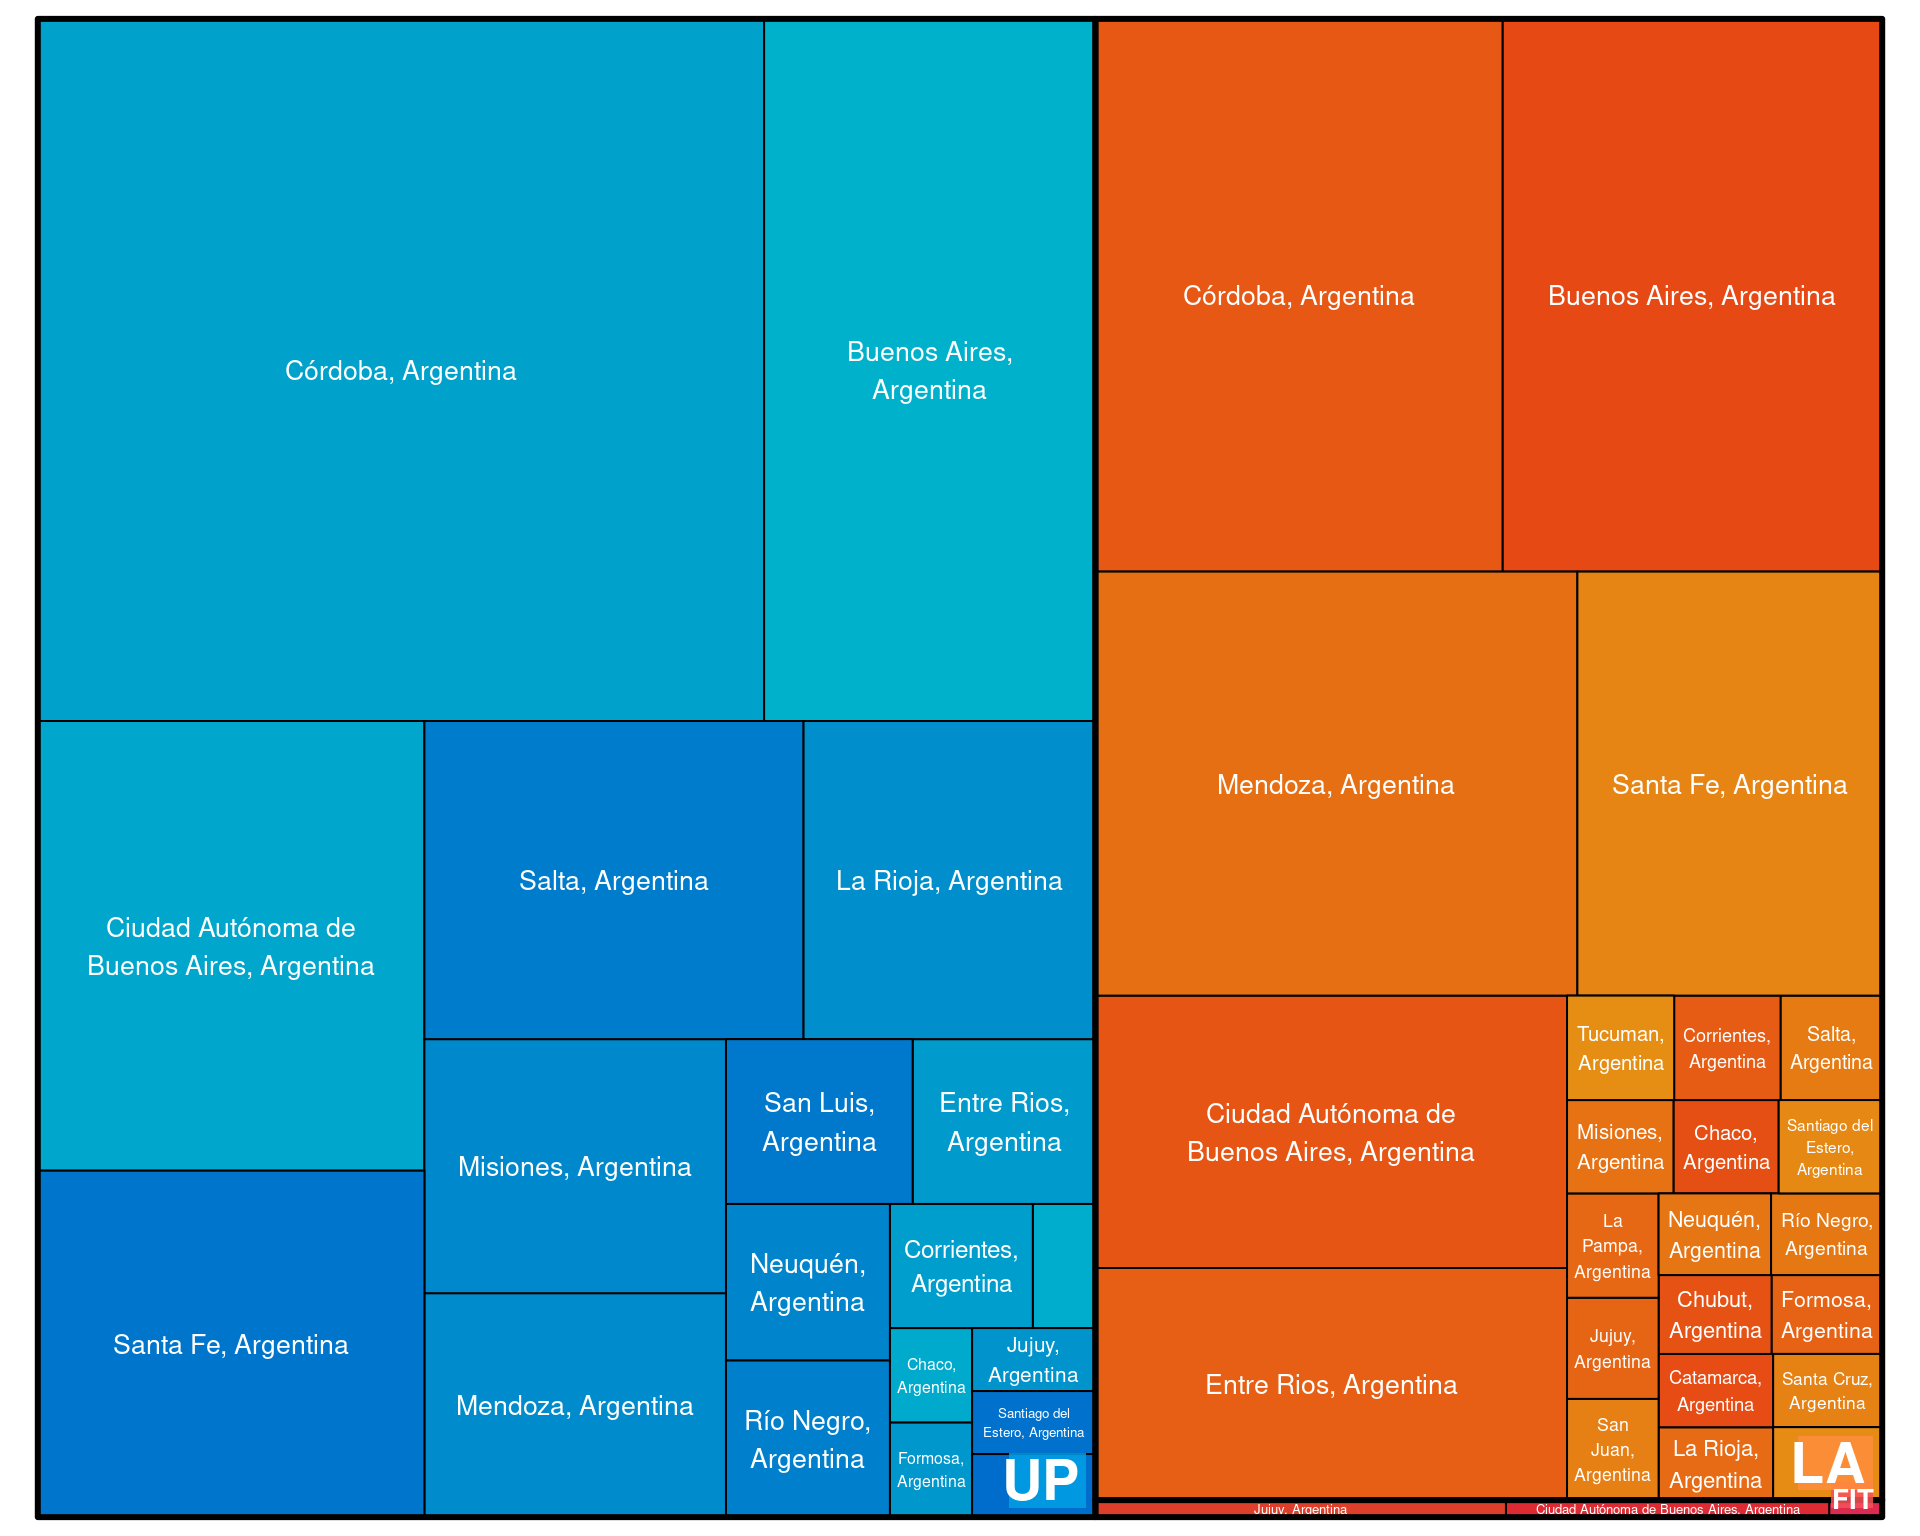 Córdoba, Argentina
Buenos Aires,
Argentina
Ciudad Autónoma de
Buenos Aires, Argentina
Salta, Argentina
La Rioja, Argentina
Santa Fe, Argentina
Misiones, Argentina
Mendoza, Argentina
San Luis,
Argentina
Entre Rios,
Argentina
Neuquén,
Argentina
Río Negro,
Argentina
Corrientes,
Argentina
Chaco,
Argentina
Formosa,
Argentina
Jujuy,
Argentina
Santiago del
Estero, Argentina
UP
Córdoba, Argentina
Buenos Aires, Argentina
Mendoza, Argentina
Santa Fe, Argentina
Ciudad Autónoma de
Buenos Aires, Argentina
Entre Rios, Argentina
Tucuman,
Argentina
Corrientes,
Argentina
Salta,
Argentina
Misiones,
Argentina
Chaco,
Argentina
Santiago del
Estero,
Argentina
La
Pampa,
Argentina
Neuquén,
Argentina
Río Negro,
Argentina
Jujuy,
Argentina
Chubut,
Argentina
Formosa,
Argentina
San
Juan,
Argentina
Catamarca,
Argentina
Santa Cruz,
Argentina
La Rioja,
Argentina
LA
Jujuy, Argentina
Ciudad Autónoma de Buenos Aires, Argentina
FIT